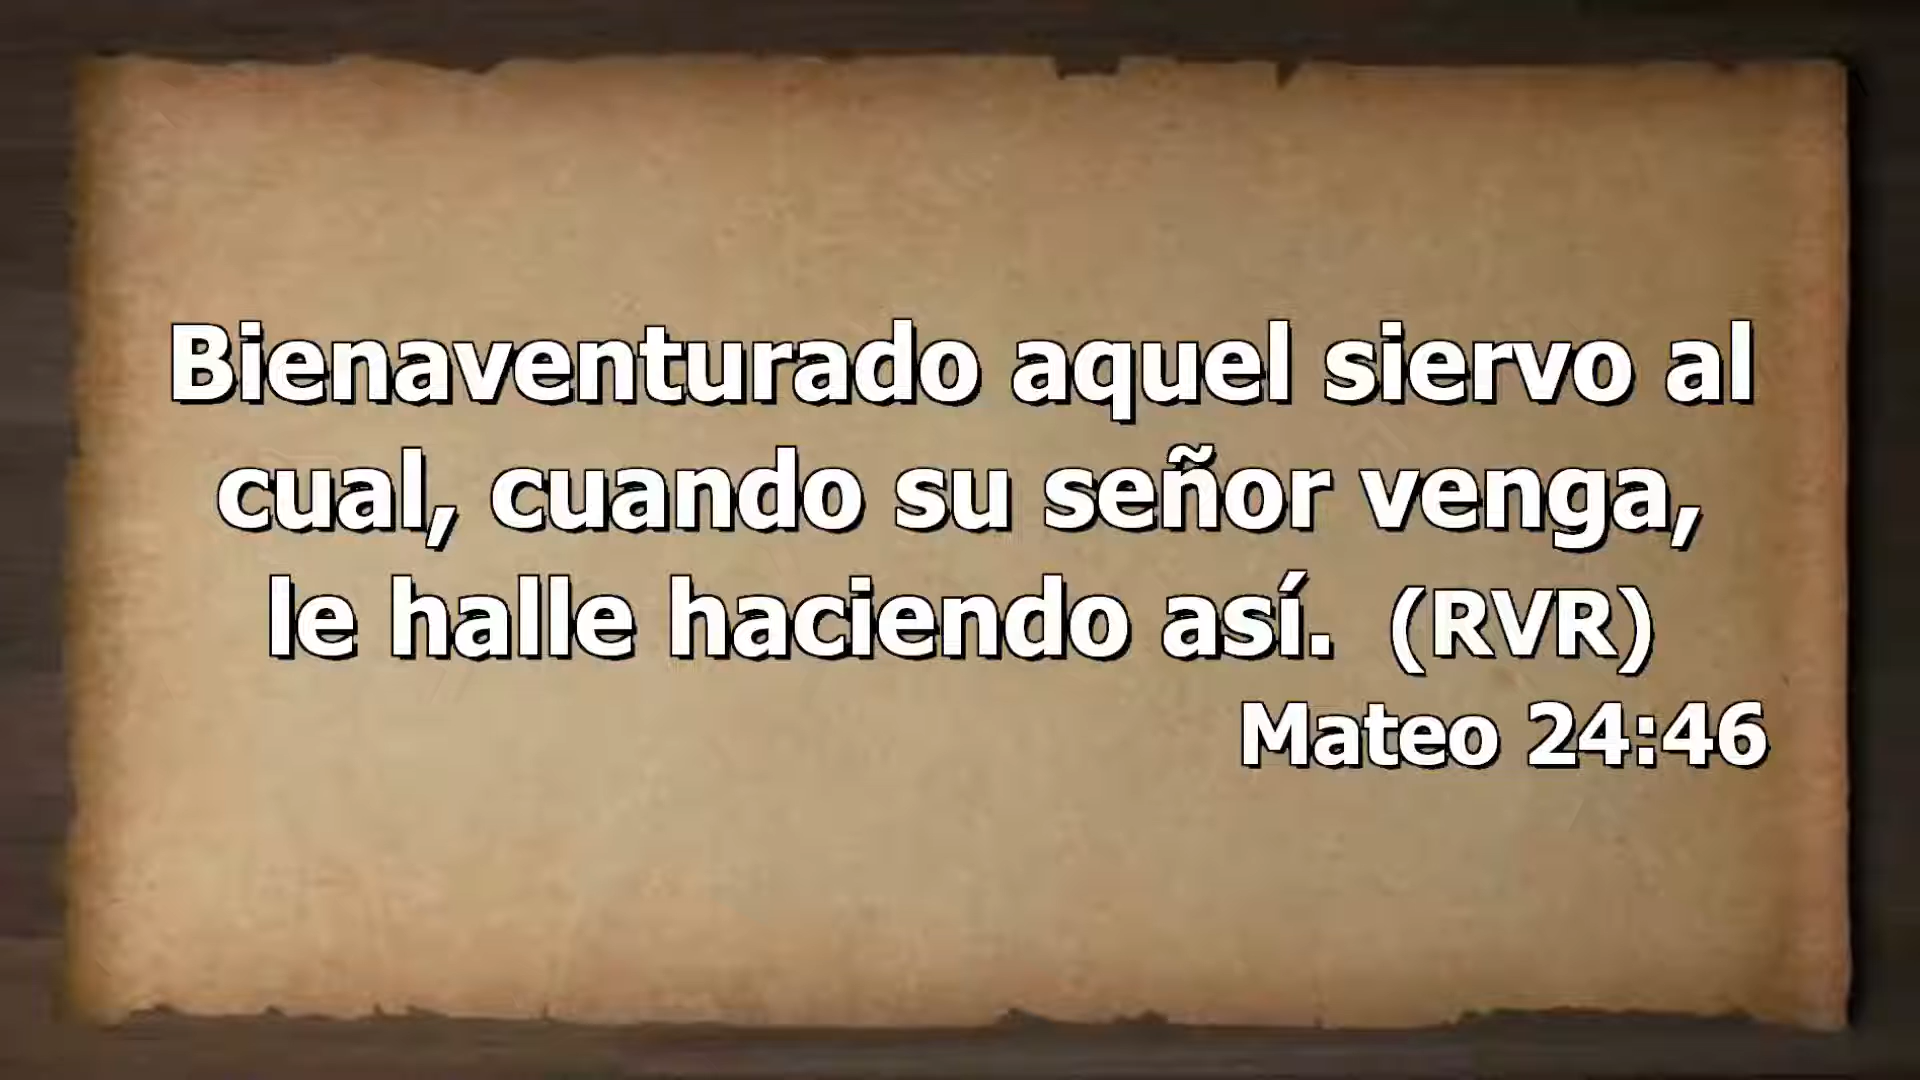 Bienaventurado aquel siervo al
cual, cuando su señor venga,
le halle haciendo así. (RVR)
Mateo 24:46